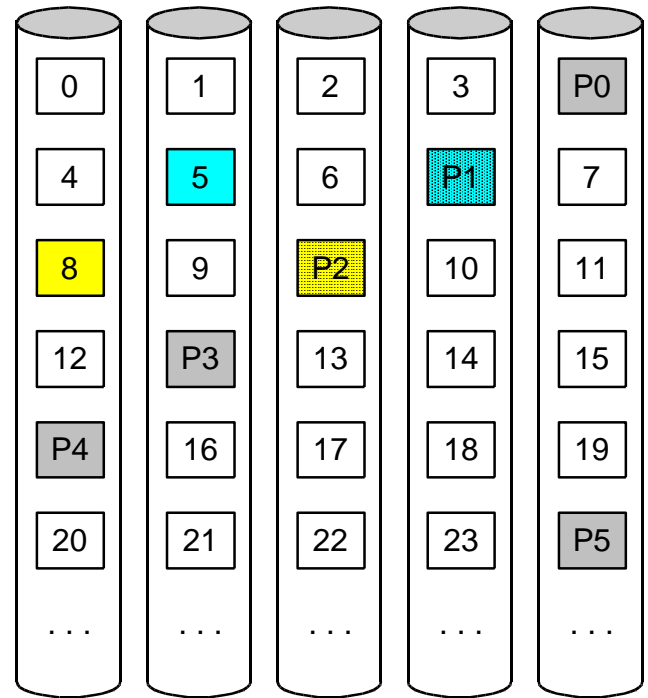 0 1 2 3 P0
4 5 6 P1 7
8 9 P2 10 11
12 P3 13 14 15
P4 16 17 18 19
20 21 22 23 P5
. . . . . . . . . . . . . . .